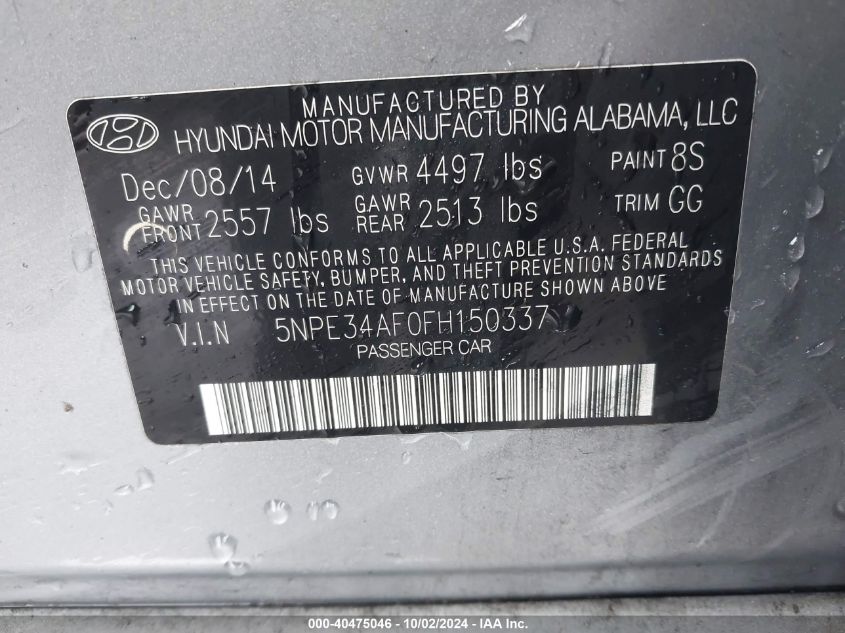 MANUFACTURED BY
HYUNDAI MOTOR MANUFACTURING ALABAMA, LLC
Dec/08/14 GVWR 4497 lbs PAINT 8S
GAWR FRONT 2557 lbs GAWR REAR 2513 lbs TRIM GG
THIS VEHICLE CONFORMS TO ALL APPLICABLE U.S.A. FEDERAL
MOTOR VEHICLE SAFETY, BUMPER, AND THEFT PREVENTION STANDARDS
IN EFFECT ON THE DATE OF MANUFACTURE SHOWN ABOVE
V.I.N 5NPE34AF0FH150337
PASSENGER CAR
000-40475046 - 10/02/2024 - IAA Inc.